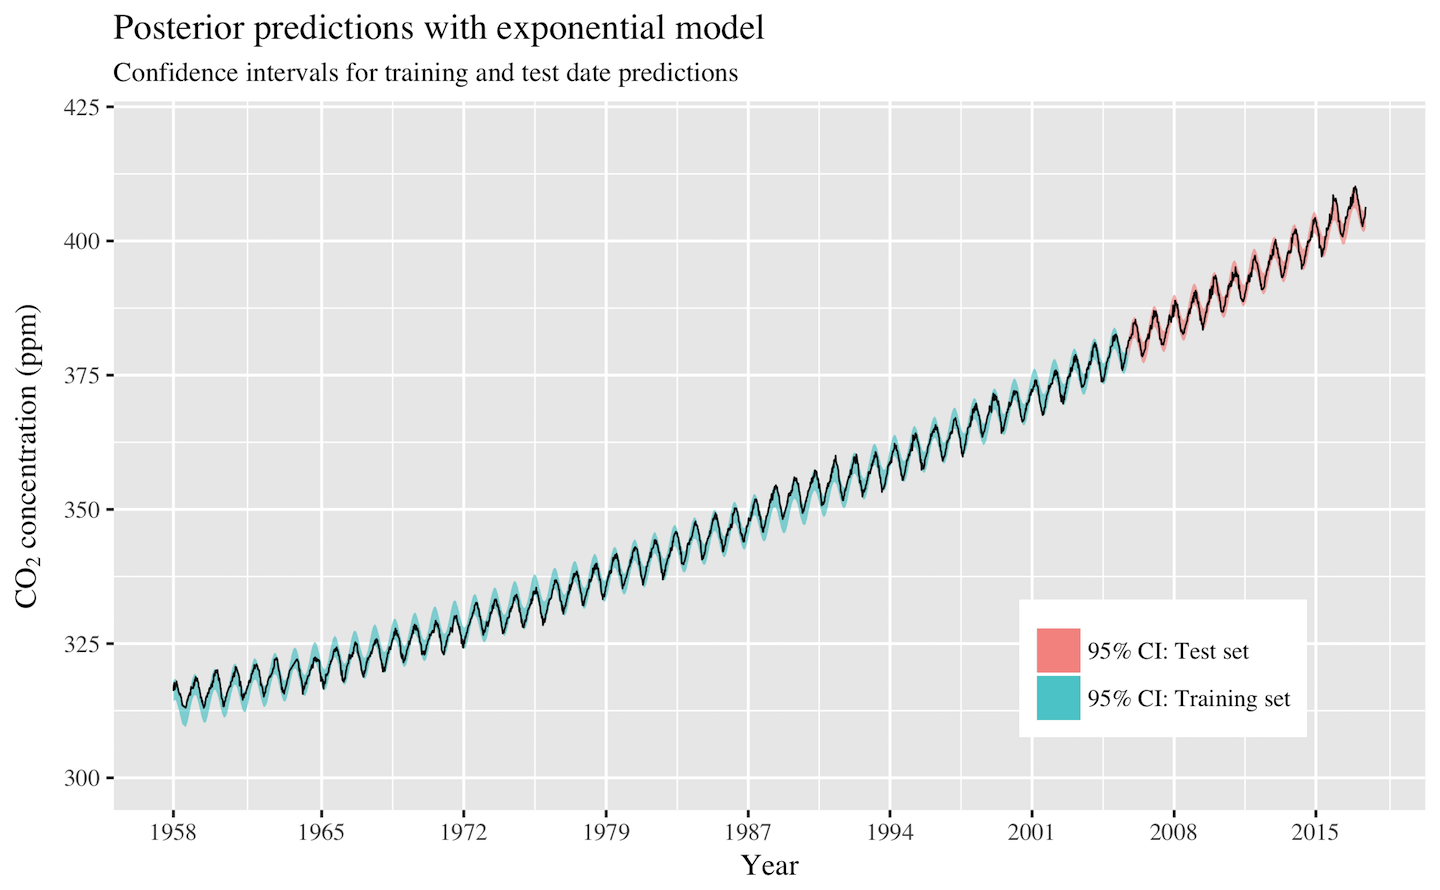 Posterior predictions with exponential model
Confidence intervals for training and test date predictions
425
400
375
350
325
300
CO₂ concentration (ppm)
95% CI: Test set
95% CI: Training set
1958 1965 1972 1979 1987 1994 2001 2008 2015
Year